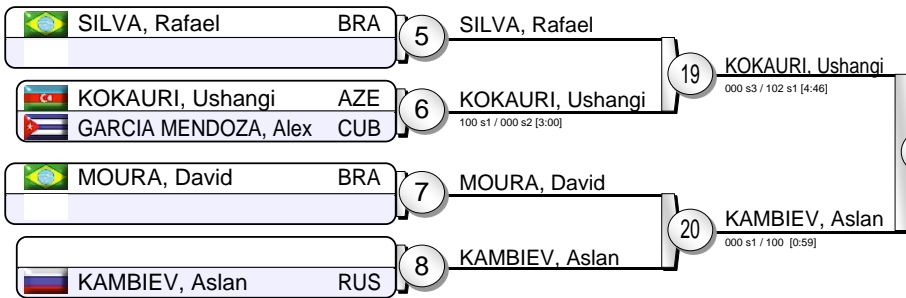 SILVA, Rafael BRA
5
SILVA, Rafael
KOKAURI, Ushangi AZE
GARCIA MENDOZA, Alex CUB
6
KOKAURI, Ushangi
100 s1 / 000 s2 [3:00]
19
KOKAURI, Ushangi
000 s3 / 102 s1 [4:46]
MOURA, David BRA
7
MOURA, David
KAMBIEV, Aslan RUS
8
KAMBIEV, Aslan
20
KAMBIEV, Aslan
000 s1 / 100 [0:59]